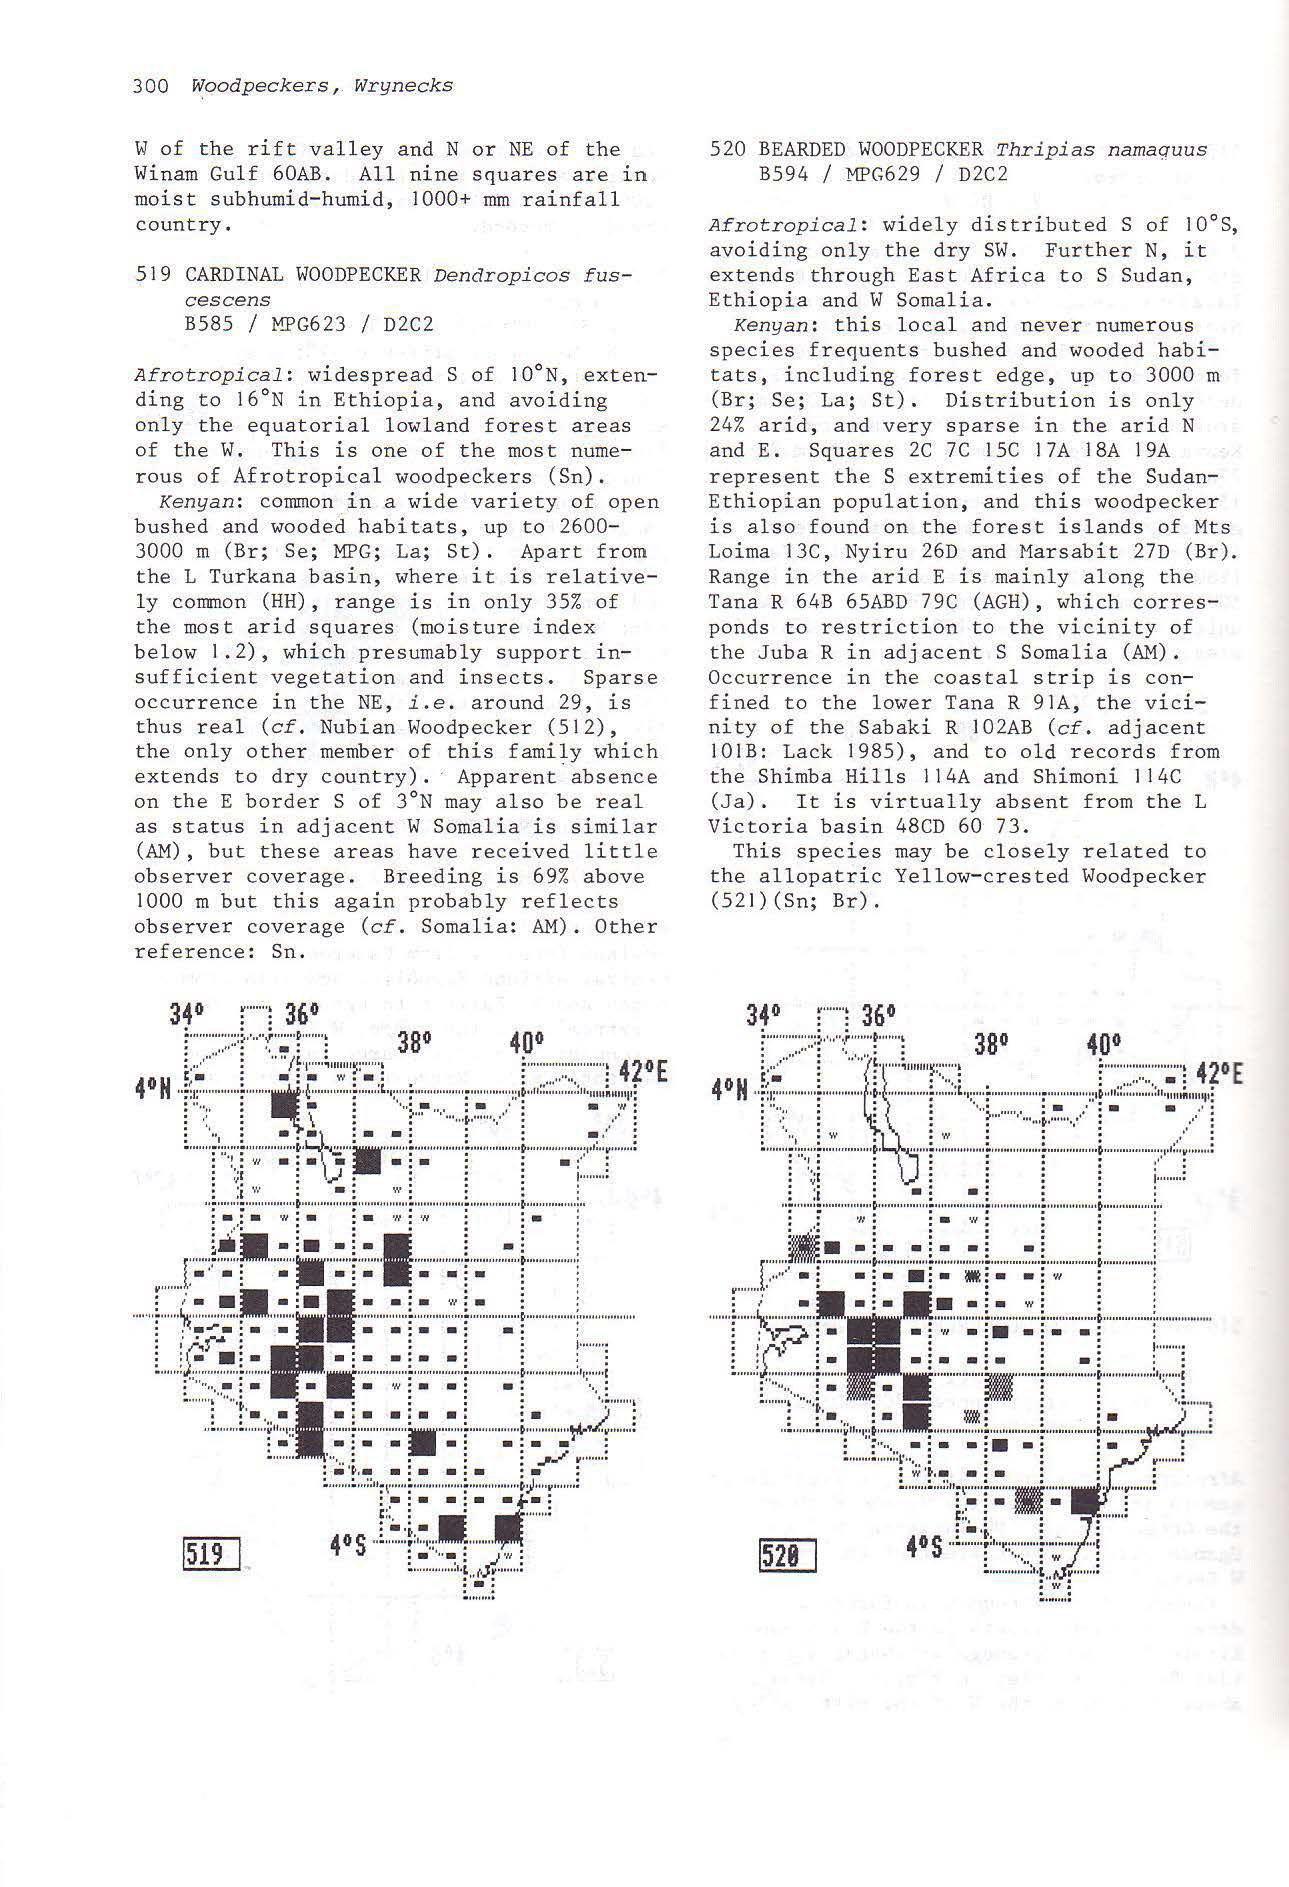 300 Woodpeckers, Wrynecks
W of the rift valley and N or NE of the
Winam Gulf 60AB. All nine squares are in
moist subhumid-humid, 1000+ mm rainfall
country.
519 CARDINAL WOODPECKER Dendropicos fus-
cescens
B585 / MPG623 / D2C2
Afrotropical: widespread S of 10°N, exten-
ding to 16°N in Ethiopia, and avoiding
only the equatorial lowland forest areas
of the W. This is one of the most nume-
rous of Afrotropical woodpeckers (Sn).
Kenyan: common in a wide variety of open
bushed and wooded habitats, up to 2600-
3000 m (Br; Se; MPG; La; St). Apart from
the L Turkana basin, where it is relative-
ly common (HH), range is in only 35% of
the most arid squares (moisture index
below 1.2), which presumably support in-
sufficient vegetation and insects. Sparse
occurrence in the NE, i.e. around 29, is
thus real (cf. Nubian Woodpecker (512),
the only other member of this family which
extends to dry country). Apparent absence
on the E border S of 3°N may also be real
as status in adjacent W Somalia is similar
(AM), but these areas have received little
observer coverage. Breeding is 69% above
1000 m but this again probably reflects
observer coverage (cf. Somalia: AM). Other
reference: Sn.
520 BEARDED WOODPECKER Thripias namaquus
B594 / MPG629 / D2C2
Afrotropical: widely distributed S of 10°S,
avoiding only the dry SW. Further N, it
extends through East Africa to S Sudan,
Ethiopia and W Somalia.
Kenyan: this local and never numerous
species frequents bushed and wooded habi-
tats, including forest edge, up to 3000 m
(Br; Se; La; St). Distribution is only
24% arid, and very sparse in the arid N
and E. Squares 2C 7C 15C 17A 18A 19A
represent the S extremities of the Sudan-
Ethiopian population, and this woodpecker
is also found on the forest islands of Mts
Loima 13C, Nyiru 26D and Marsabit 27D (Br).
Range in the arid E is mainly along the
Tana R 64B 65ABD 79C (AGH), which corres-
ponds to restriction to the vicinity of
the Juba R in adjacent S Somalia (AM).
Occurrence in the coastal strip is con-
fined to the lower Tana R 91A, the vici-
nity of the Sabaki R 102AB (cf. adjacent
101B: Lack 1985), and to old records from
the Shimba Hills 114A and Shimoni 114C
(Ja). It is virtually absent from the L
Victoria basin 48CD 60 73.
This species may be closely related to
the allopatric Yellow-crested Woodpecker
(521)(Sn; Br).
34° 36°
38° 40°
42°E
4°N
4°S
519
34° 36°
38° 40°
42°E
4°N
4°S
520